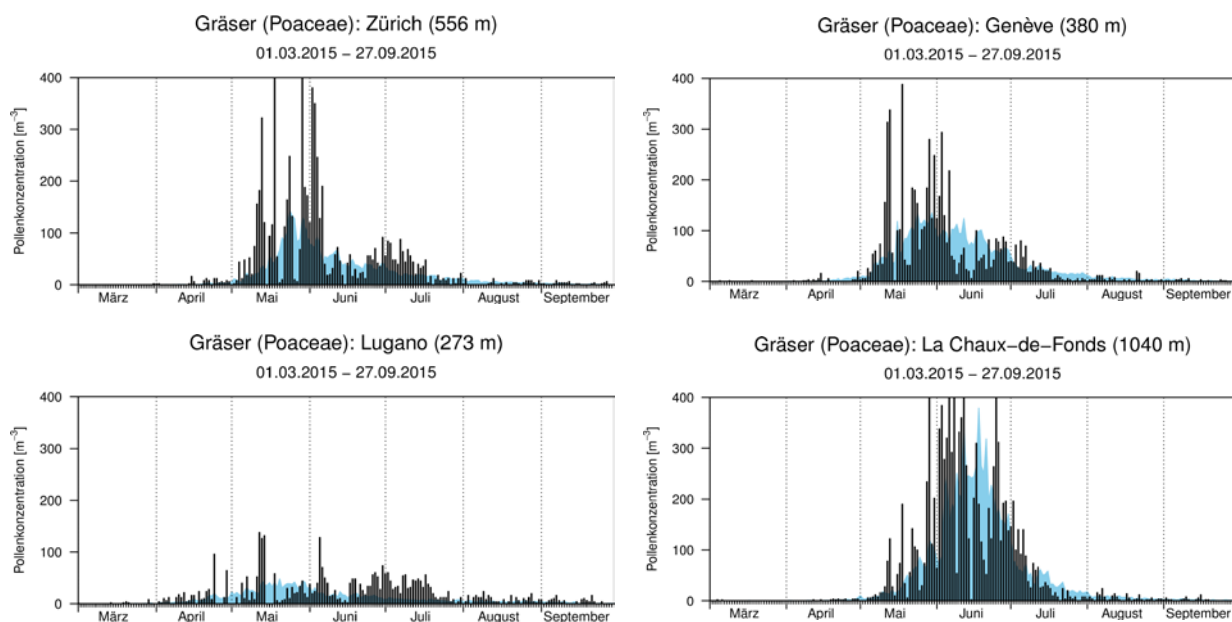 Gräser (Poaceae): Zürich (556 m)
01.03.2015 – 27.09.2015
Pollenkonzentration [m⁻³]
400
300
200
100
0
März April Mai Juni Juli August September
Gräser (Poaceae): Genève (380 m)
01.03.2015 – 27.09.2015
Pollenkonzentration [m⁻³]
400
300
200
100
0
März April Mai Juni Juli August September
Gräser (Poaceae): Lugano (273 m)
01.03.2015 – 27.09.2015
Pollenkonzentration [m⁻³]
400
300
200
100
0
März April Mai Juni Juli August September
Gräser (Poaceae): La Chaux–de–Fonds (1040 m)
01.03.2015 – 27.09.2015
Pollenkonzentration [m⁻³]
400
300
200
100
0
März April Mai Juni Juli August September